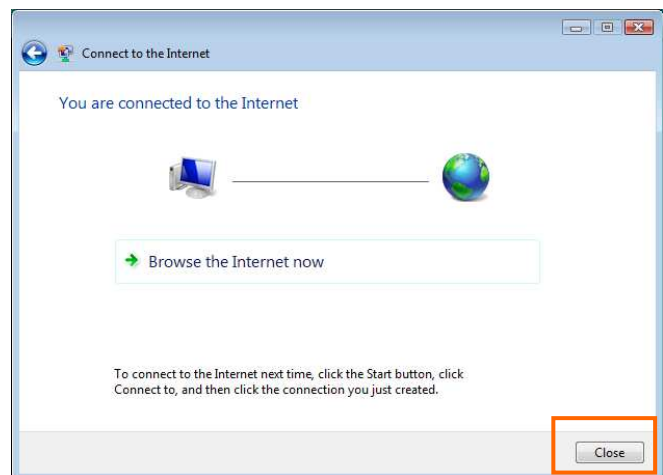 Connect to the Internet
You are connected to the Internet
Browse the Internet now
To connect to the Internet next time, click the Start button, click
Connect to, and then click the connection you just created.
Close